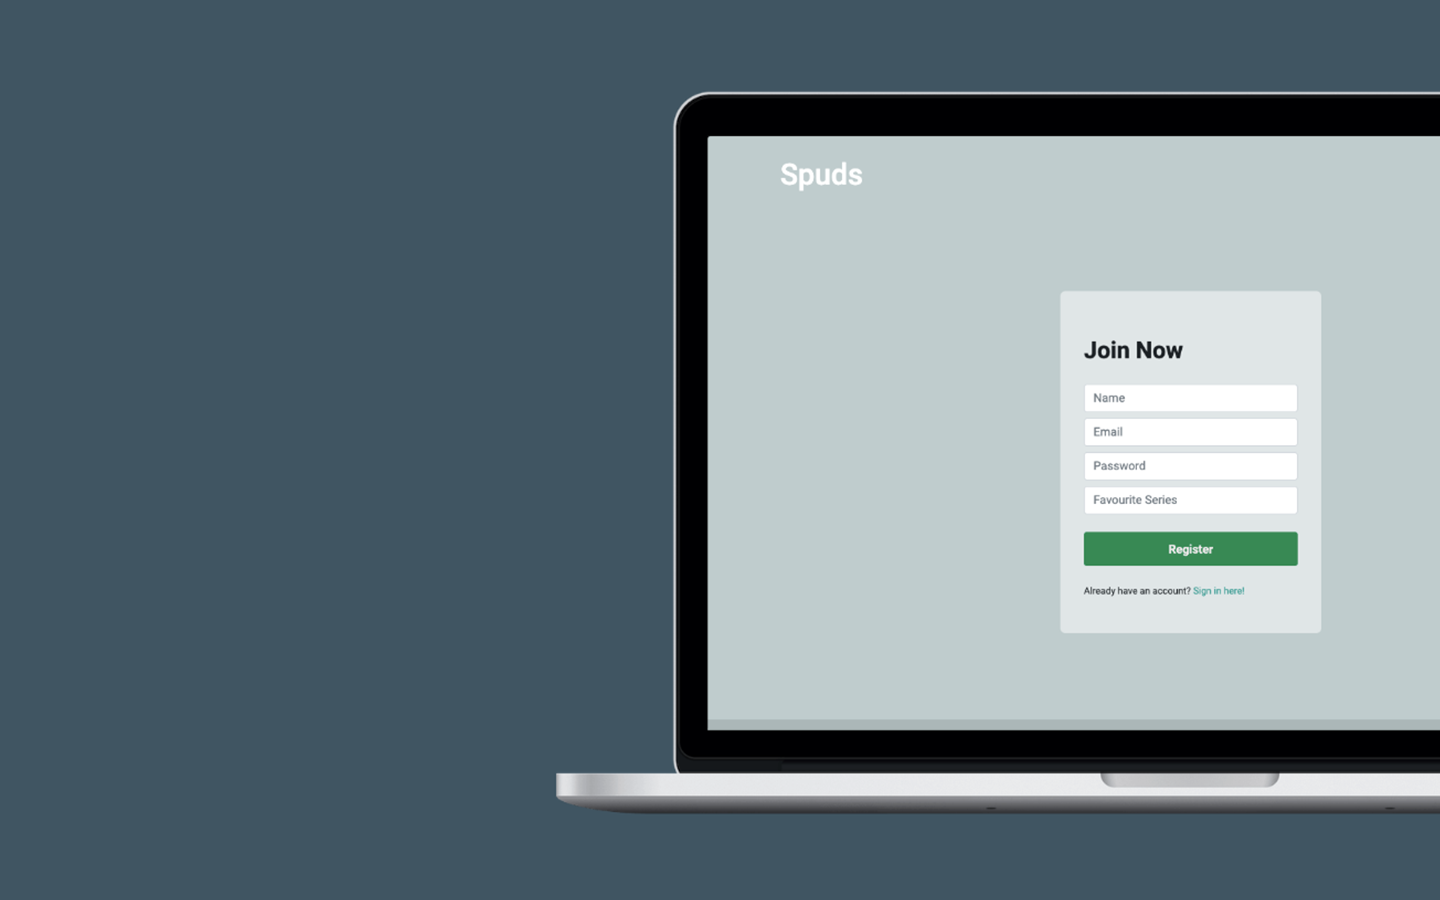 Spuds
Join Now
Name
Email
Password
Favourite Series
Register
Already have an account? Sign in here!